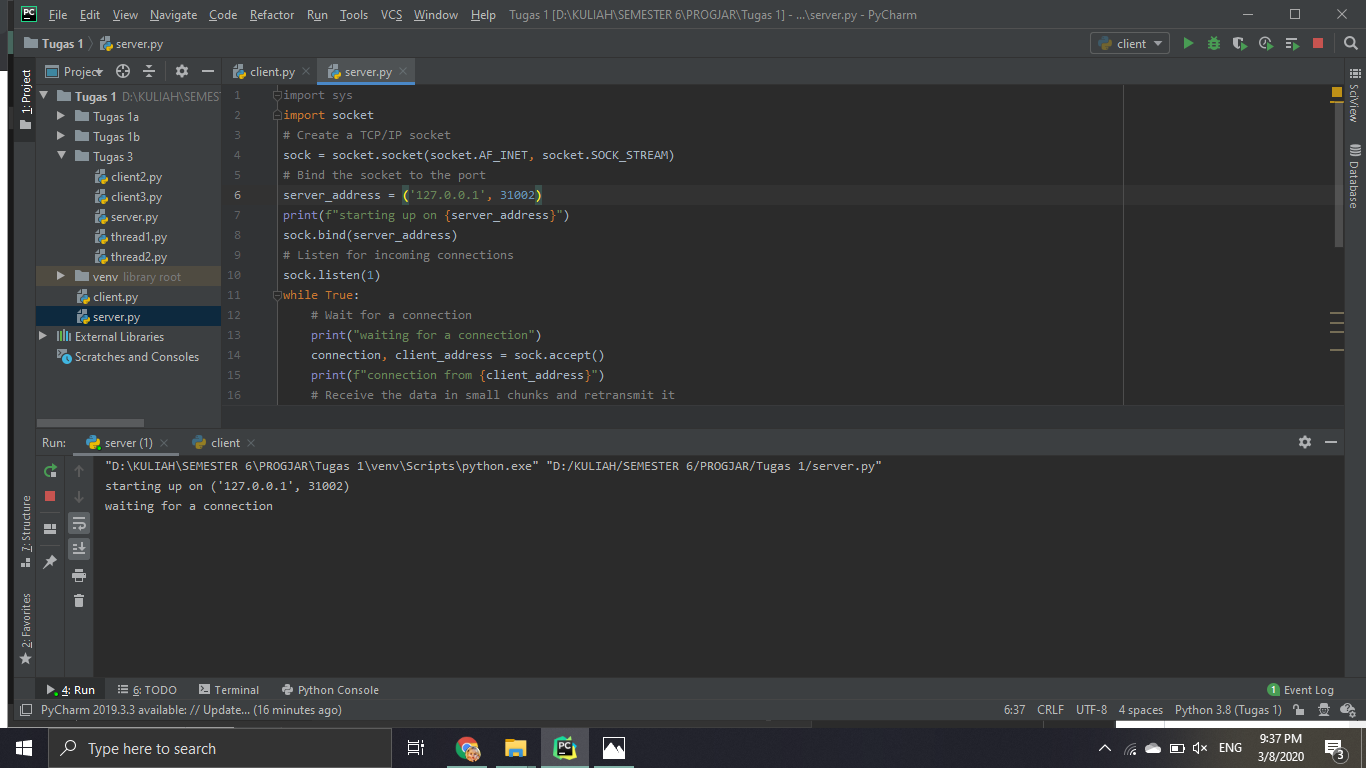 PC File Edit View Navigate Code Refactor Run Tools VCS Window Help Tugas 1 [D:\KULIAH\SEMESTER 6\PROGJAR\Tugas 1] - ...\server.py - PyCharm
Tugas 1 server.py client
1: Project
Project
client.py server.py
Tugas 1 D:\KULIAH\SEMES
Tugas 1a
Tugas 1b
Tugas 3
client2.py
client3.py
server.py
thread1.py
thread2.py
venv library root
client.py
server.py
External Libraries
Scratches and Consoles
1 import sys
2 import socket
3 # Create a TCP/IP socket
4 sock = socket.socket(socket.AF_INET, socket.SOCK_STREAM)
5 # Bind the socket to the port
6 server_address = ('127.0.0.1', 31002)
7 print(f"starting up on {server_address}")
8 sock.bind(server_address)
9 # Listen for incoming connections
10 sock.listen(1)
11 while True:
12 # Wait for a connection
13 print("waiting for a connection")
14 connection, client_address = sock.accept()
15 print(f"connection from {client_address}")
16 # Receive the data in small chunks and retransmit it
SciView
Database
Run: server (1) client
"D:\KULIAH\SEMESTER 6\PROGJAR\Tugas 1\venv\Scripts\python.exe" "D:/KULIAH/SEMESTER 6/PROGJAR/Tugas 1/server.py"
starting up on ('127.0.0.1', 31002)
waiting for a connection
7: Structure
2: Favorites
4: Run 6: TODO Terminal Python Console 1 Event Log
PyCharm 2019.3.3 available: // Update... (16 minutes ago) 6:37 CRLF UTF-8 4 spaces Python 3.8 (Tugas 1)
Type here to search PC ENG
9:37 PM
3/8/2020
3